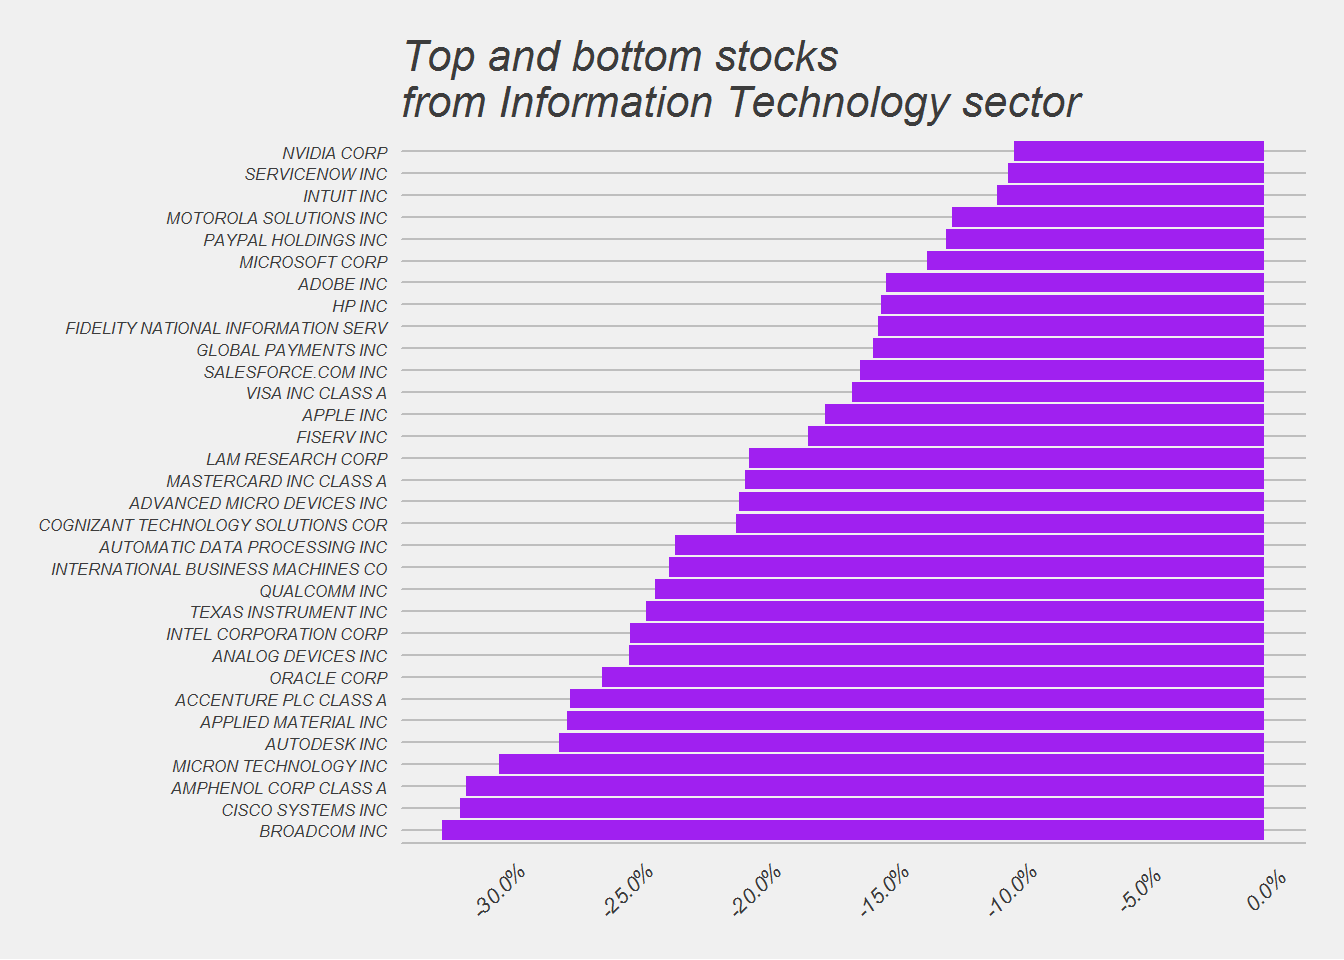 Top and bottom stocks
from Information Technology sector
NVIDIA CORP
SERVICENOW INC
INTUIT INC
MOTOROLA SOLUTIONS INC
PAYPAL HOLDINGS INC
MICROSOFT CORP
ADOBE INC
HP INC
FIDELITY NATIONAL INFORMATION SERV
GLOBAL PAYMENTS INC
SALESFORCE.COM INC
VISA INC CLASS A
APPLE INC
FISERV INC
LAM RESEARCH CORP
MASTERCARD INC CLASS A
ADVANCED MICRO DEVICES INC
COGNIZANT TECHNOLOGY SOLUTIONS COR
AUTOMATIC DATA PROCESSING INC
INTERNATIONAL BUSINESS MACHINES CO
QUALCOMM INC
TEXAS INSTRUMENT INC
INTEL CORPORATION CORP
ANALOG DEVICES INC
ORACLE CORP
ACCENTURE PLC CLASS A
APPLIED MATERIAL INC
AUTODESK INC
MICRON TECHNOLOGY INC
AMPHENOL CORP CLASS A
CISCO SYSTEMS INC
BROADCOM INC
-30.0%
-25.0%
-20.0%
-15.0%
-10.0%
-5.0%
0.0%